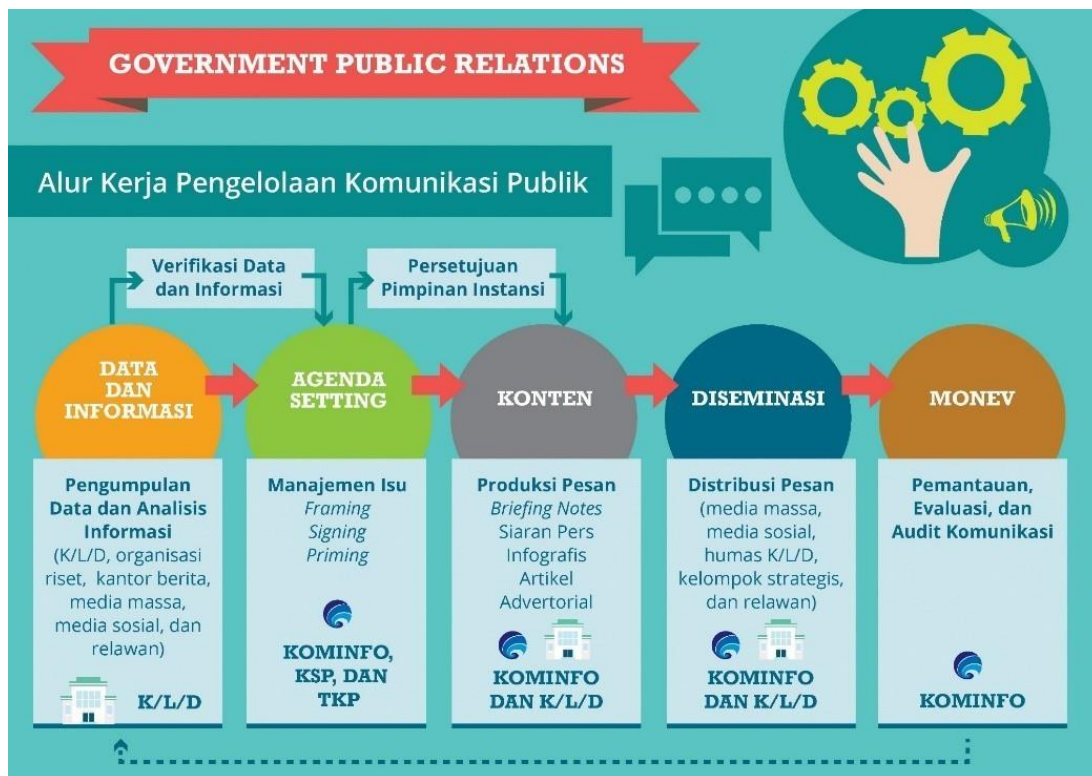 GOVERNMENT PUBLIC RELATIONS
Alur Kerja Pengelolaan Komunikasi Publik
Verifikasi Data
dan Informasi
Persetujuan
Pimpinan Instansi
DATA
DAN
INFORMASI
AGENDA
SETTING
KONTEN
DISEMINASI
MONEV
Pengumpulan
Data dan Analisis
Informasi
(K/L/D, organisasi
riset, kantor berita,
media massa,
media sosial, dan
relawan)
K/L/D
Manajemen Isu
Framing
Signing
Priming
KOMINFO,
KSP, DAN
TKP
Produksi Pesan
Briefing Notes
Siaran Pers
Infografis
Artikel
Advertorial
KOMINFO
DAN K/L/D
Distribusi Pesan
(media massa,
media sosial,
humas K/L/D,
kelompok strategis,
dan relawan)
KOMINFO
DAN K/L/D
Pemantauan,
Evaluasi, dan
Audit Komunikasi
KOMINFO